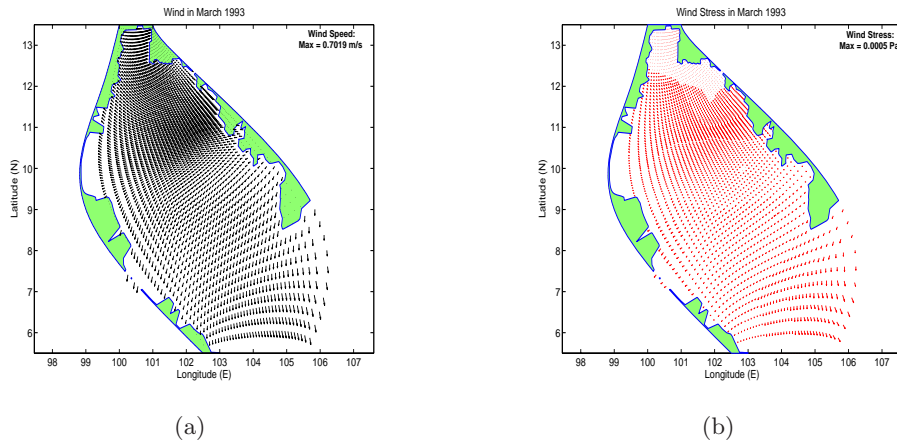 Wind in March 1993
Wind Speed:
Max = 0.7019 m/s
13
12
11
10
9
8
7
6
Latitude (N)
98 99 100 101 102 103 104 105 106 107
Longitude (E)
(a)
Wind Stress in March 1993
Wind Stress:
Max = 0.0005 Pa
13
12
11
10
9
8
7
6
Latitude (N)
98 99 100 101 102 103 104 105 106 107
Longitude (E)
(b)